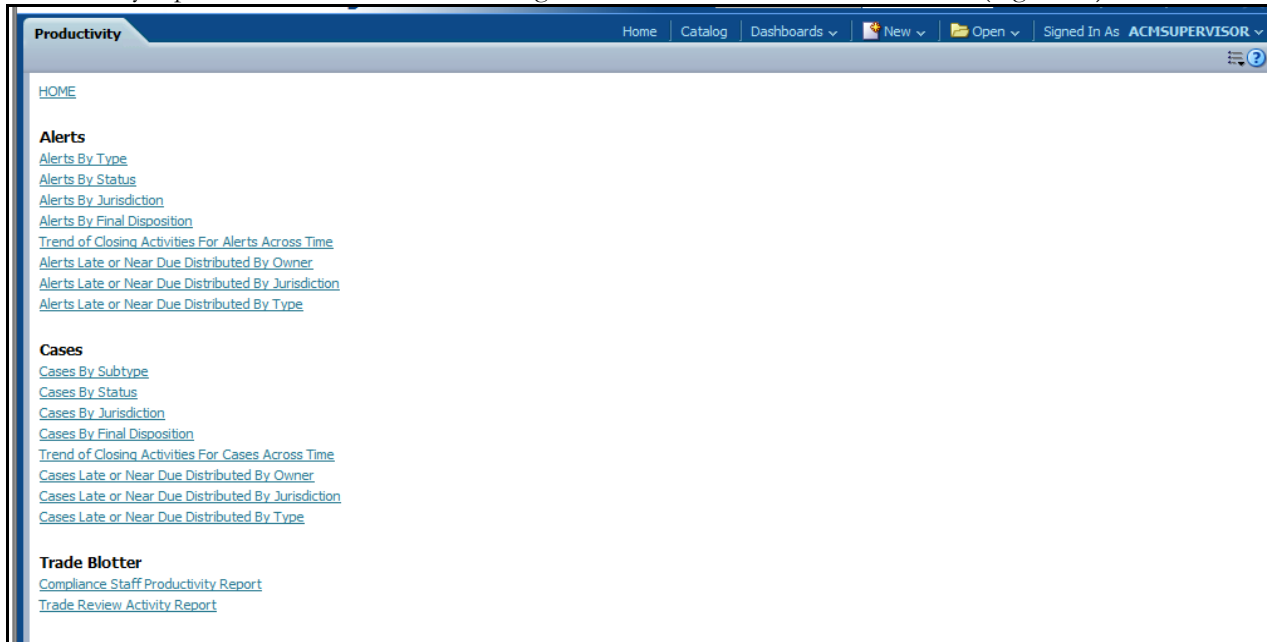 Productivity
Home Catalog Dashboards New Open Signed In As ACMSUPERVISOR
HOME
Alerts
Alerts By Type
Alerts By Status
Alerts By Jurisdiction
Alerts By Final Disposition
Trend of Closing Activities For Alerts Across Time
Alerts Late or Near Due Distributed By Owner
Alerts Late or Near Due Distributed By Jurisdiction
Alerts Late or Near Due Distributed By Type
Cases
Cases By Subtype
Cases By Status
Cases By Jurisdiction
Cases By Final Disposition
Trend of Closing Activities For Cases Across Time
Cases Late or Near Due Distributed By Owner
Cases Late or Near Due Distributed By Jurisdiction
Cases Late or Near Due Distributed By Type
Trade Blotter
Compliance Staff Productivity Report
Trade Review Activity Report